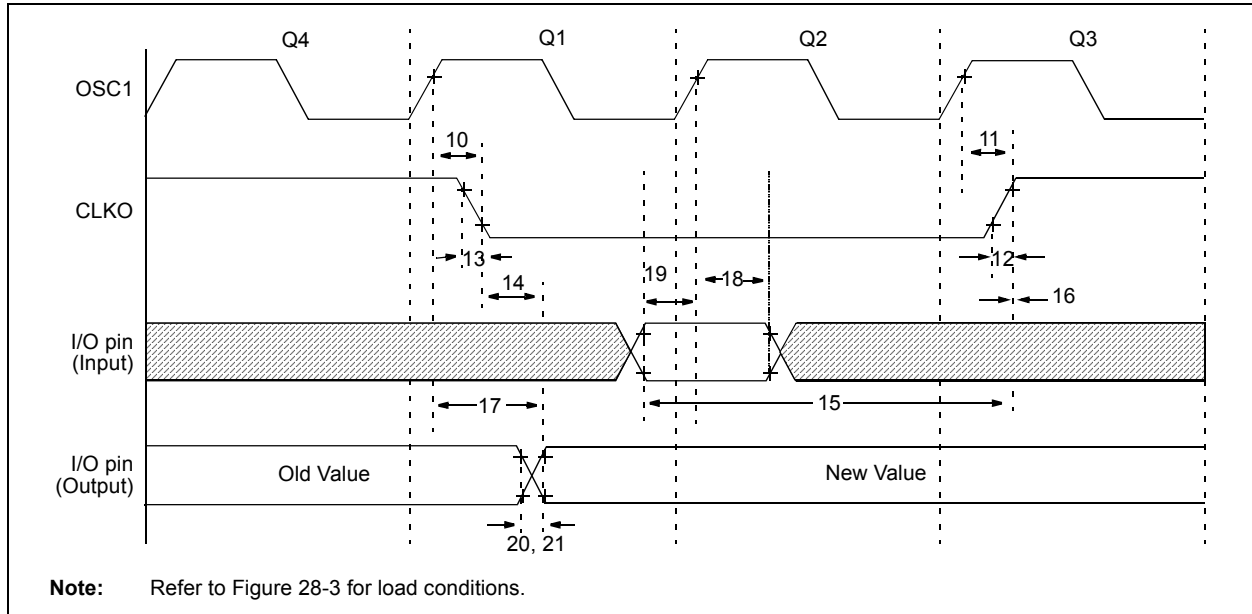 Q4 Q1 Q2 Q3
OSC1
10 11
CLKO
13 12
14 19 18 16
I/O pin
(Input)
17 15
I/O pin
(Output)
Old Value New Value
20, 21
Note: Refer to Figure 28-3 for load conditions.